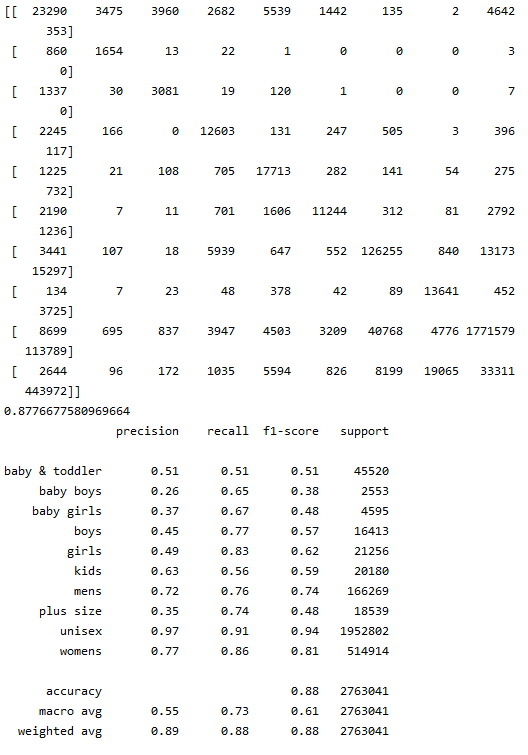 [[ 23290 3475 3960 2682 5539 1442 135 2 4642
353]
[ 860 1654 13 22 1 0 0 0 3
0]
[ 1337 30 3081 19 120 1 0 0 7
0]
[ 2245 166 0 12603 131 247 505 3 396
117]
[ 1225 21 108 705 17713 282 141 54 275
732]
[ 2190 7 11 701 1606 11244 312 81 2792
1236]
[ 3441 107 18 5939 647 552 126255 840 13173
15297]
[ 134 7 23 48 378 42 89 13641 452
3725]
[ 8699 695 837 3947 4503 3209 40768 4776 1771579
113789]
[ 2644 96 172 1035 5594 826 8199 19065 33311
443972]]
0.8776677580969664
precision recall f1-score support
baby & toddler 0.51 0.51 0.51 45520
baby boys 0.26 0.65 0.38 2553
baby girls 0.37 0.67 0.48 4595
boys 0.45 0.77 0.57 16413
girls 0.49 0.83 0.62 21256
kids 0.63 0.56 0.59 20180
mens 0.72 0.76 0.74 166269
plus size 0.35 0.74 0.48 18539
unisex 0.97 0.91 0.94 1952802
womens 0.77 0.86 0.81 514914
accuracy 0.88 2763041
macro avg 0.55 0.73 0.61 2763041
weighted avg 0.89 0.88 0.88 2763041